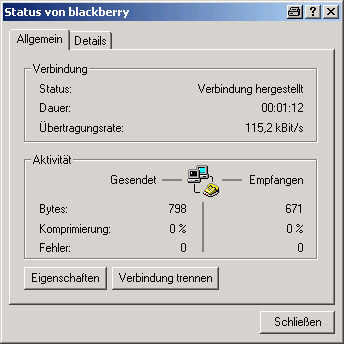 Status von blackberry
Allgemein Details
Verbindung
Status: Verbindung hergestellt
Dauer: 00:01:12
Übertragungsrate: 115,2 kBit/s
Aktivität
Gesendet Empfangen
Bytes: 798 671
Komprimierung: 0 % 0 %
Fehler: 0 0
Eigenschaften Verbindung trennen
Schließen